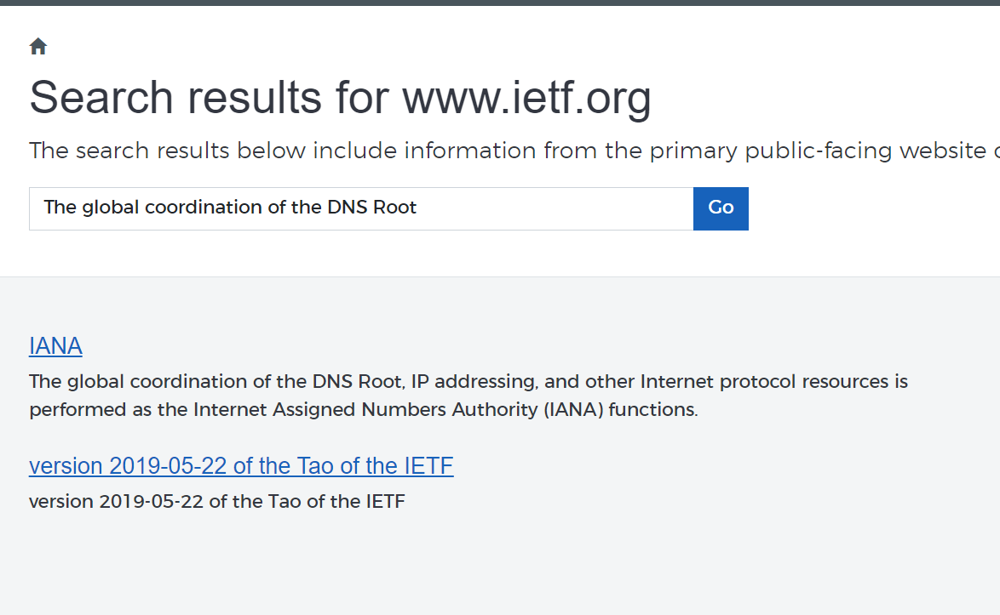 Search results for www.ietf.org
The search results below include information from the primary public-facing website
The global coordination of the DNS Root
Go
IANA
The global coordination of the DNS Root, IP addressing, and other Internet protocol resources is
performed as the Internet Assigned Numbers Authority (IANA) functions.
version 2019-05-22 of the Tao of the IETF
version 2019-05-22 of the Tao of the IETF